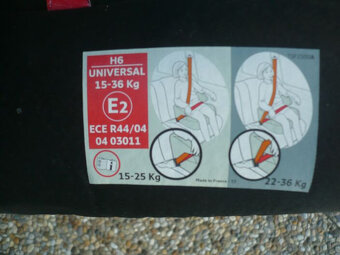 H6
UNIVERSAL
15-36 Kg
E2
ECE R44/04
04 03011
15-25 Kg
22-36 Kg
Made in France